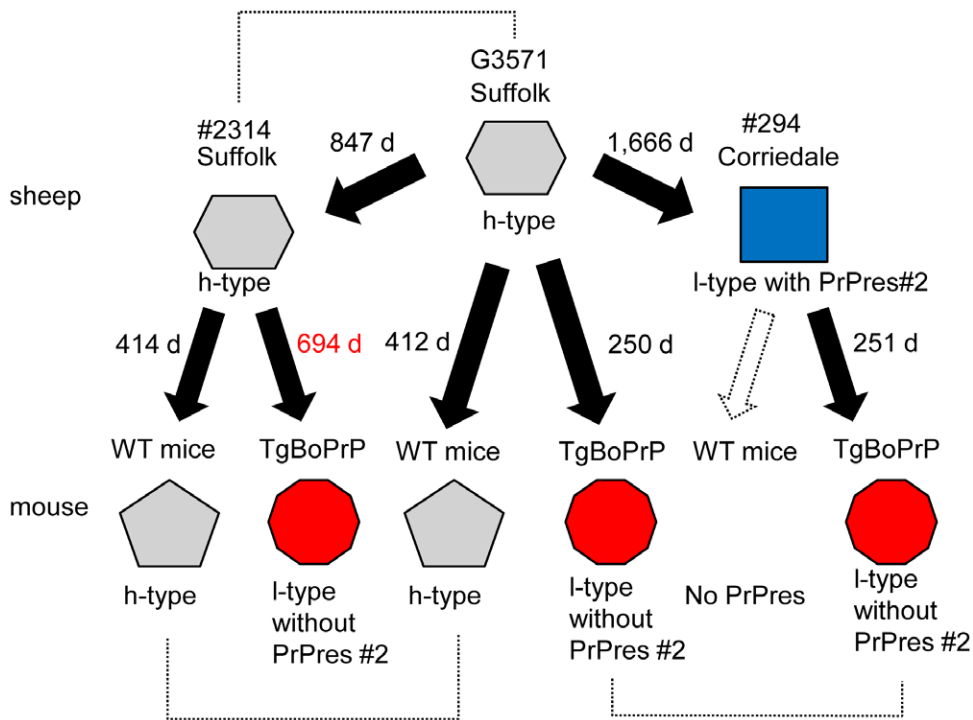 G3571
Suffolk
#2314
Suffolk
847 d
1,666 d
#294
Corriedale
sheep
h-type
h-type
l-type with PrPres#2
414 d
694 d
412 d
250 d
251 d
WT mice
TgBoPrP
WT mice
TgBoPrP
WT mice
TgBoPrP
mouse
h-type
l-type
without
PrPres #2
h-type
l-type
without
PrPres #2
No PrPres
l-type
without
PrPres #2